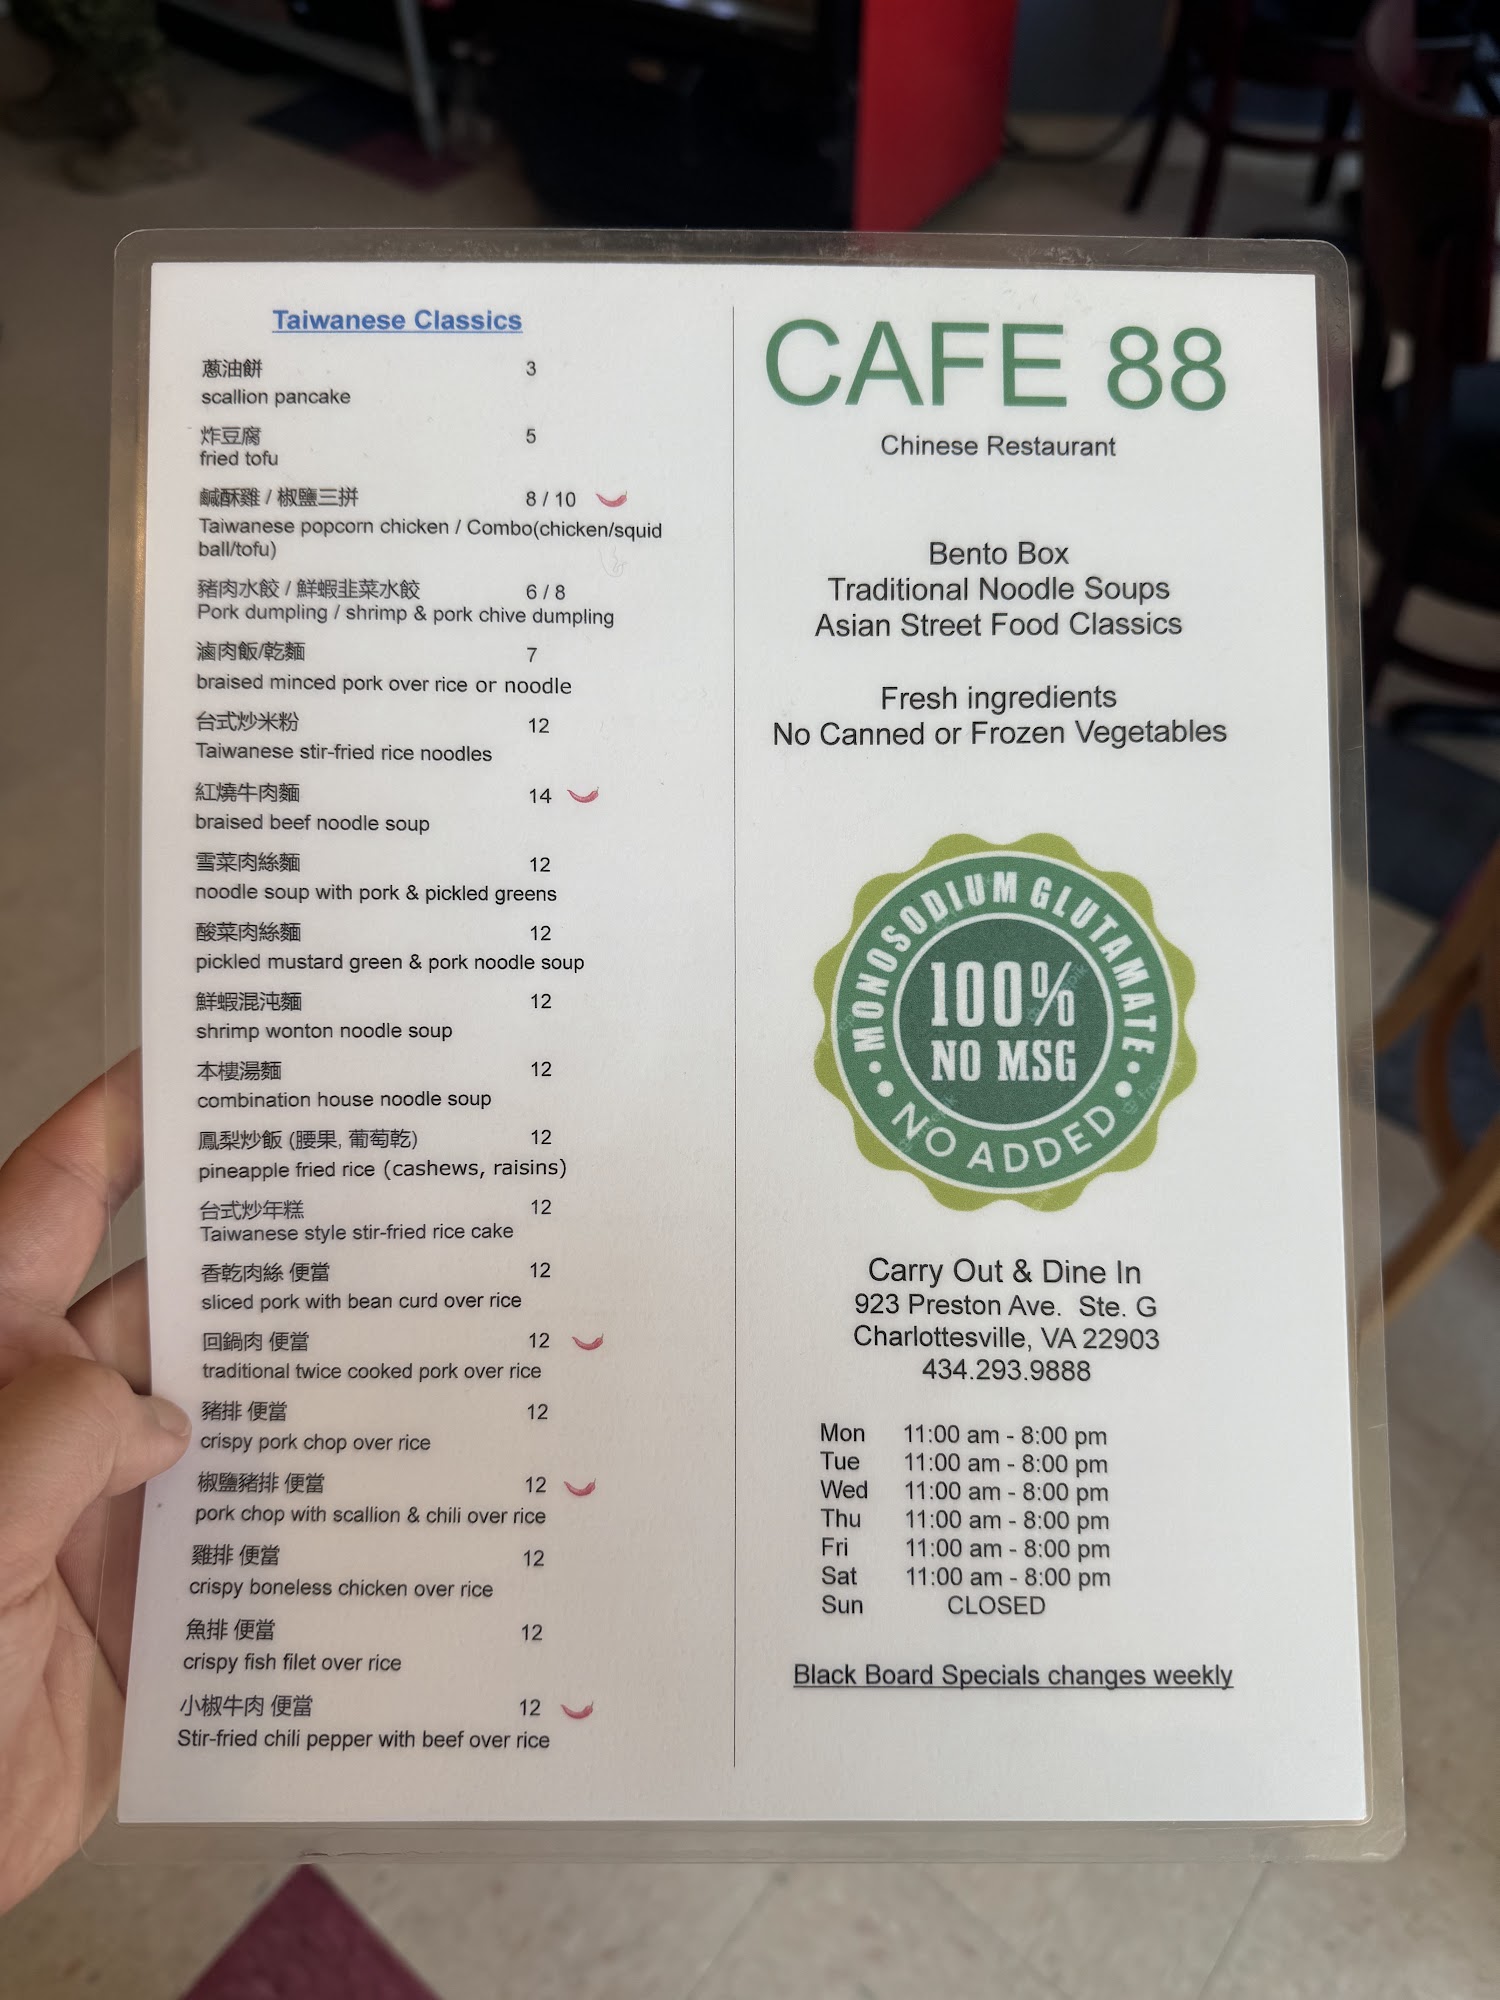 Taiwanese Classics
蔥油餅 3
scallion pancake
炸豆腐 5
fried tofu
鹹酥雞 / 椒鹽三拼 8 / 10
Taiwanese popcorn chicken / Combo(chicken/squid
ball/tofu)
豬肉水餃 / 鮮蝦韭菜水餃 6 / 8
Pork dumpling / shrimp & pork chive dumpling
滷肉飯/乾麵 7
braised minced pork over rice or noodle
台式炒米粉 12
Taiwanese stir-fried rice noodles
紅燒牛肉麵 14
braised beef noodle soup
雪菜肉絲麵 12
noodle soup with pork & pickled greens
酸菜肉絲麵 12
pickled mustard green & pork noodle soup
鮮蝦混沌麵 12
shrimp wonton noodle soup
本樓湯麵 12
combination house noodle soup
鳳梨炒飯 (腰果, 葡萄乾) 12
pineapple fried rice (cashews, raisins)
台式炒年糕 12
Taiwanese style stir-fried rice cake
香乾肉絲 便當 12
sliced pork with bean curd over rice
回鍋肉 便當 12
traditional twice cooked pork over rice
豬排 便當 12
crispy pork chop over rice
椒鹽豬排 便當 12
pork chop with scallion & chili over rice
雞排 便當 12
crispy boneless chicken over rice
魚排 便當 12
crispy fish filet over rice
小椒牛肉 便當 12
Stir-fried chili pepper with beef over rice
CAFE 88
Chinese Restaurant
Bento Box
Traditional Noodle Soups
Asian Street Food Classics
Fresh ingredients
No Canned or Frozen Vegetables
MONOSODIUM GLUTAMATE
100%
NO MSG
NO ADDED
Carry Out & Dine In
923 Preston Ave. Ste. G
Charlottesville, VA 22903
434.293.9888
Mon 11:00 am - 8:00 pm
Tue 11:00 am - 8:00 pm
Wed 11:00 am - 8:00 pm
Thu 11:00 am - 8:00 pm
Fri 11:00 am - 8:00 pm
Sat 11:00 am - 8:00 pm
Sun CLOSED
Black Board Specials changes weekly